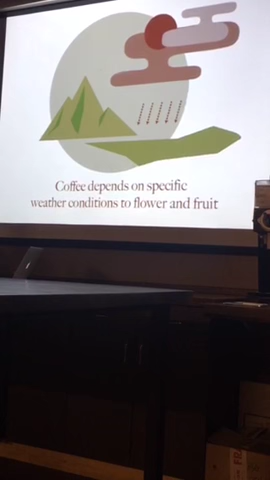 Coffee depends on specific
weather conditions to flower and fruit